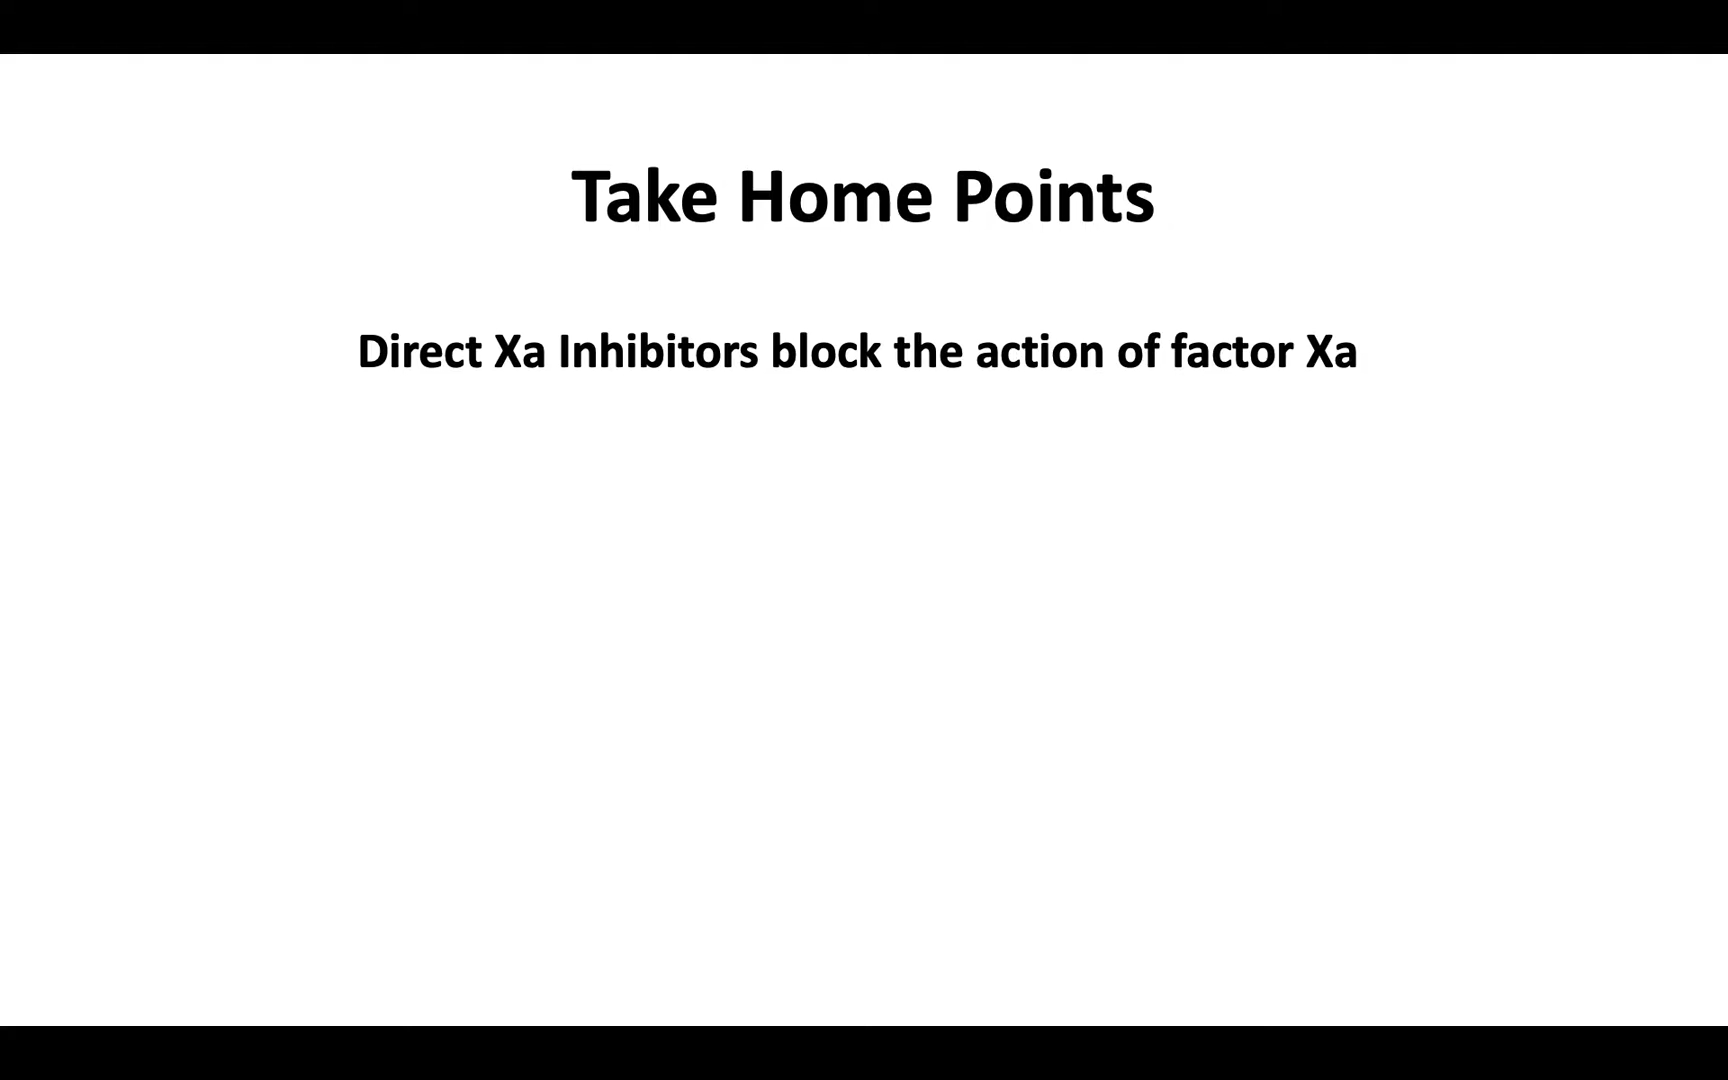 Take Home Points
Direct Xa Inhibitors block the action of factor Xa